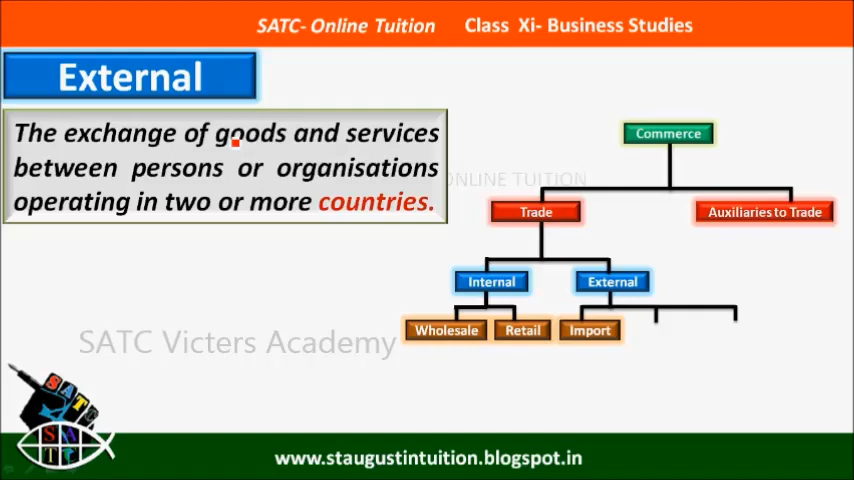 SATC- Online Tuition Class Xi- Business Studies
External
The exchange of goods and services
between persons or organisations
operating in two or more countries.
ONLINE TUITION
Commerce
Trade
Auxiliaries to Trade
Internal
External
Wholesale
Retail
Import
SATC Victers Academy
SATC
S A
T C
www.staugustintuition.blogspot.in